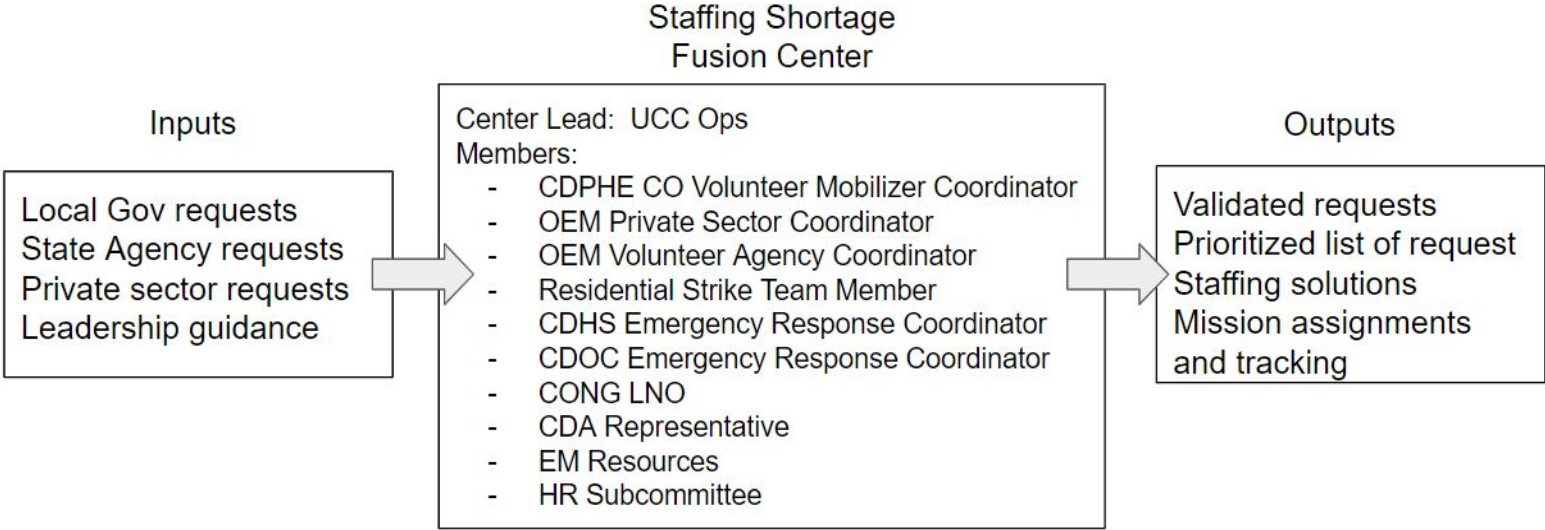 Staffing Shortage
Fusion Center
Inputs
Local Gov requests
State Agency requests
Private sector requests
Leadership guidance
Center Lead:  UCC Ops
Members:
- CDPHE CO Volunteer Mobilizer Coordinator
- OEM Private Sector Coordinator
- OEM Volunteer Agency Coordinator
- Residential Strike Team Member
- CDHS Emergency Response Coordinator
- CDOC Emergency Response Coordinator
- CONG LNO
- CDA Representative
- EM Resources
- HR Subcommittee
Outputs
Validated requests
Prioritized list of request
Staffing solutions
Mission assignments
and tracking